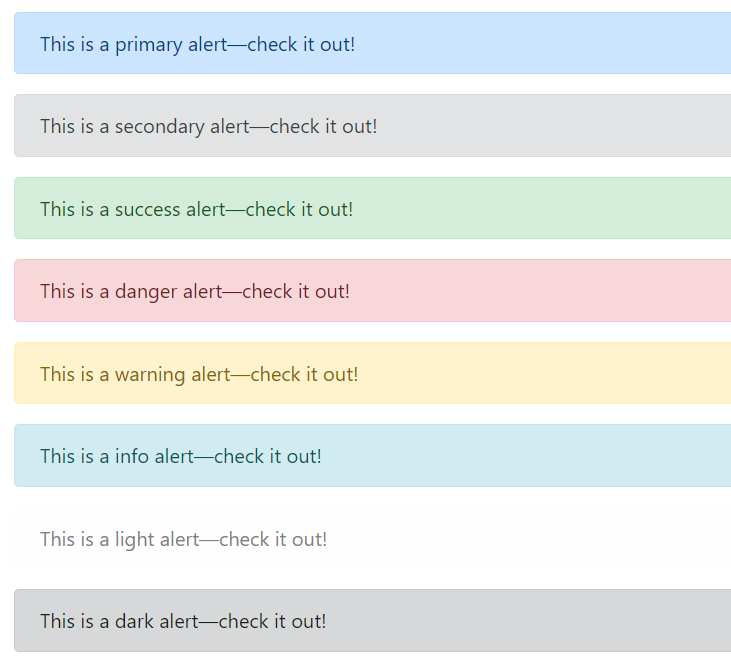 This is a primary alert—check it out!
This is a secondary alert—check it out!
This is a success alert—check it out!
This is a danger alert—check it out!
This is a warning alert—check it out!
This is a info alert—check it out!
This is a light alert—check it out!
This is a dark alert—check it out!